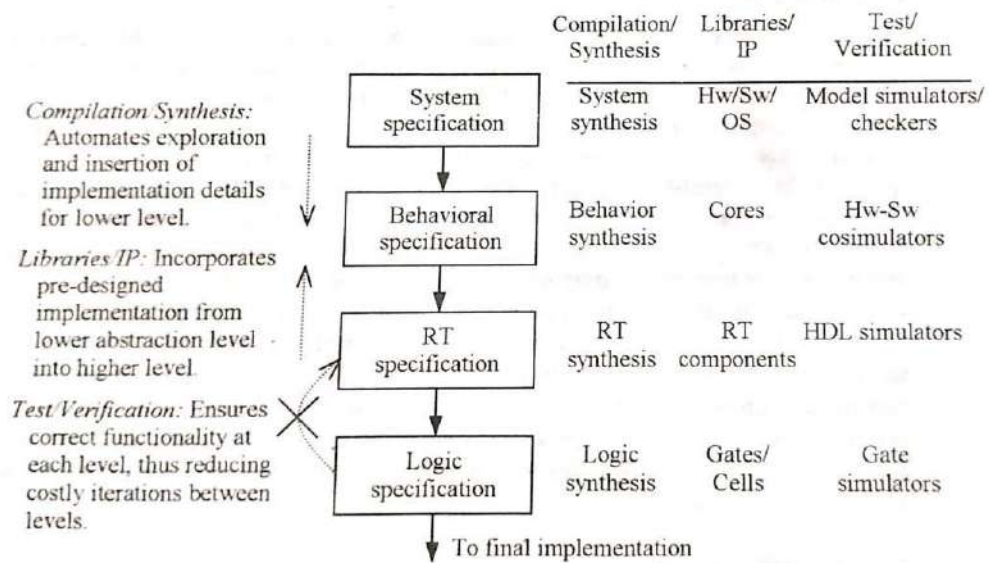 Compilation/ Libraries/ Test/
Synthesis IP Verification
Compilation/Synthesis:
Automates exploration
and insertion of
implementation details
for lower level.
Libraries/IP: Incorporates
pre-designed
implementation from
lower abstraction level
into higher level.
Test/Verification: Ensures
correct functionality at
each level, thus reducing
costly iterations between
levels.
System
specification
System
synthesis
Hw/Sw/
OS
Model simulators/
checkers
Behavioral
specification
Behavior
synthesis
Cores
Hw-Sw
cosimulators
RT
specification
RT
synthesis
RT
components
HDL simulators
Logic
specification
Logic
synthesis
Gates/
Cells
Gate
simulators
To final implementation